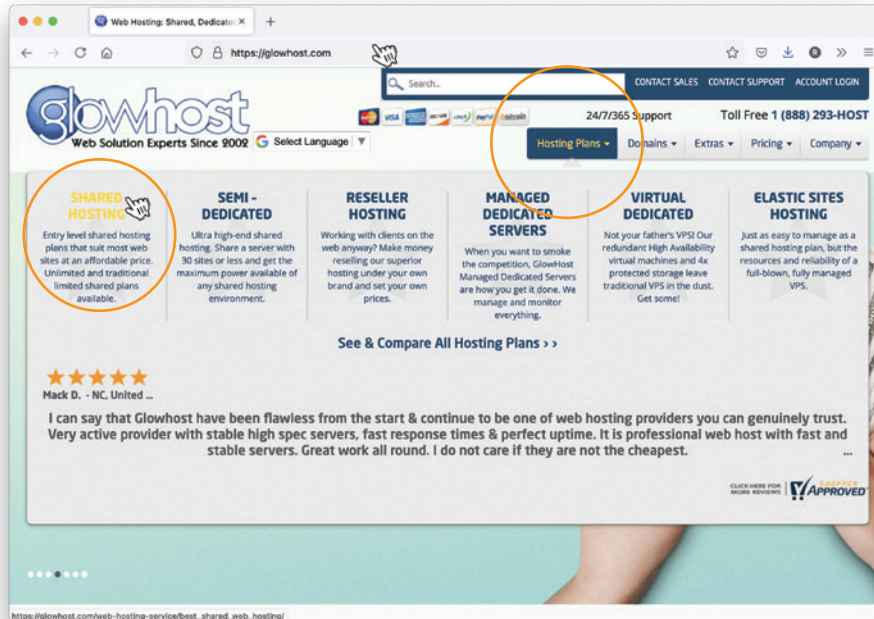 Web Hosting: Shared, Dedicate
https://glowhost.com
Search...
CONTACT SALES CONTACT SUPPORT ACCOUNT LOGIN
glowhost
Web Solution Experts Since 2002
Select Language
VISA
PayPal
bitcoin
24/7/365 Support
Toll Free 1 (888) 293-HOST
Hosting Plans Domains Extras Pricing Company
SHARED
HOSTING
Entry level shared hosting
plans that suit most web
sites at an affordable price.
Unlimited and traditional
limited shared plans
available.
SEMI -
DEDICATED
Ultra high-end shared
hosting. Share a server with
30 sites or less and get the
maximum power available of
any shared hosting
environment.
RESELLER
HOSTING
Working with clients on the
web anyway? Make money
reselling our superior
hosting under your own
brand and set your own
prices.
MANAGED
DEDICATED
SERVERS
When you want to smoke
the competition, GlowHost
Managed Dedicated Servers
are how you get it done. We
manage and monitor
everything.
VIRTUAL
DEDICATED
Not your father's VPS! Our
redundant High Availability
virtual machines and 4x
protected storage leave
traditional VPS in the dust.
Get some!
ELASTIC SITES
HOSTING
Just as easy to manage as a
shared hosting plan, but the
resources and reliability of a
full-blown, fully managed
VPS.
See & Compare All Hosting Plans › ›
Mack D. - NC, United ...
I can say that Glowhost have been flawless from the start & continue to be one of web hosting providers you can genuinely trust.
Very active provider with stable high spec servers, fast response times & perfect uptime. It is professional web host with fast and
stable servers. Great work all round. I do not care if they are not the cheapest.
...
CLICK HERE FOR
MORE REVIEWS
SHOPPER
APPROVED
https://glowhost.com/web-hosting-service/best_shared_web_hosting/